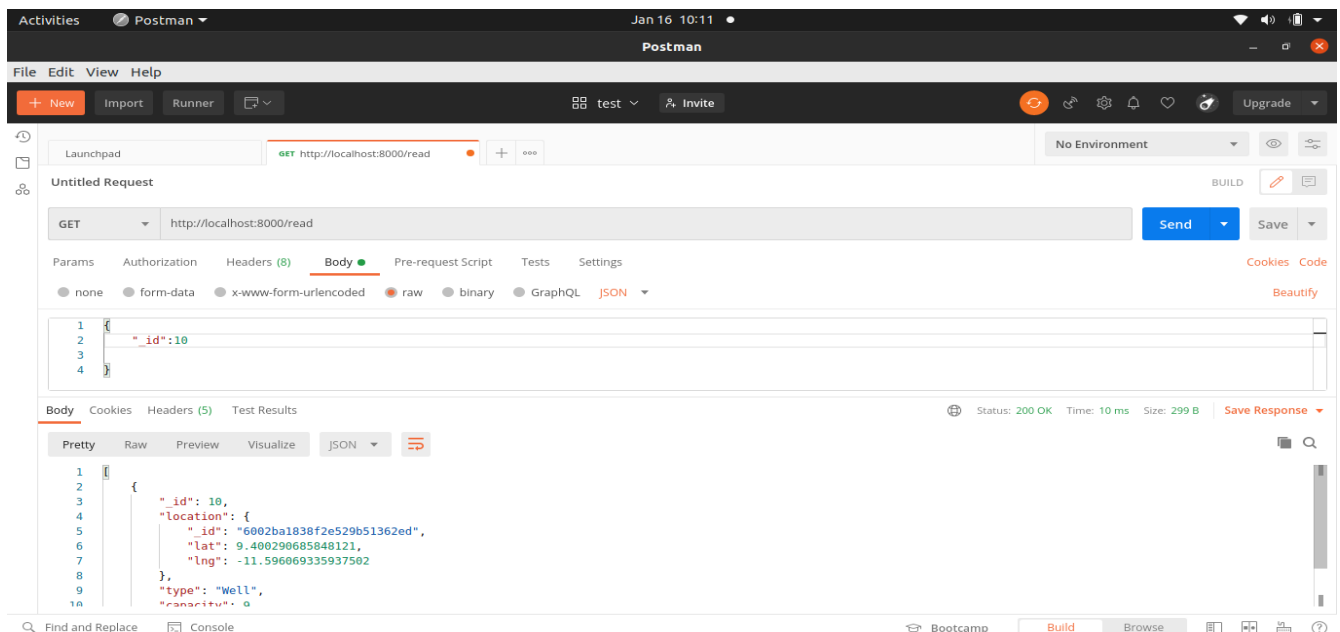 Activities Postman Jan 16 10:11
Postman
File Edit View Help
+ New Import Runner test Invite Upgrade
Launchpad GET http://localhost:8000/read + ooo No Environment
Untitled Request BUILD
GET http://localhost:8000/read Send Save
Params Authorization Headers (8) Body Pre-request Script Tests Settings Cookies Code
none form-data x-www-form-urlencoded raw binary GraphQL JSON Beautify
1 {
2 "_id":10
3
4 }
Body Cookies Headers (5) Test Results Status: 200 OK Time: 10 ms Size: 299 B Save Response
Pretty Raw Preview Visualize JSON
1 [
2 {
3 "_id": 10,
4 "location": {
5 "_id": "6002ba1838f2e529b51362ed",
6 "lat": 9.400290685848121,
7 "lng": -11.596069335937502
8 },
9 "type": "Well",
10 "capacity": 9
Find and Replace Console Bootcamp Build Browse